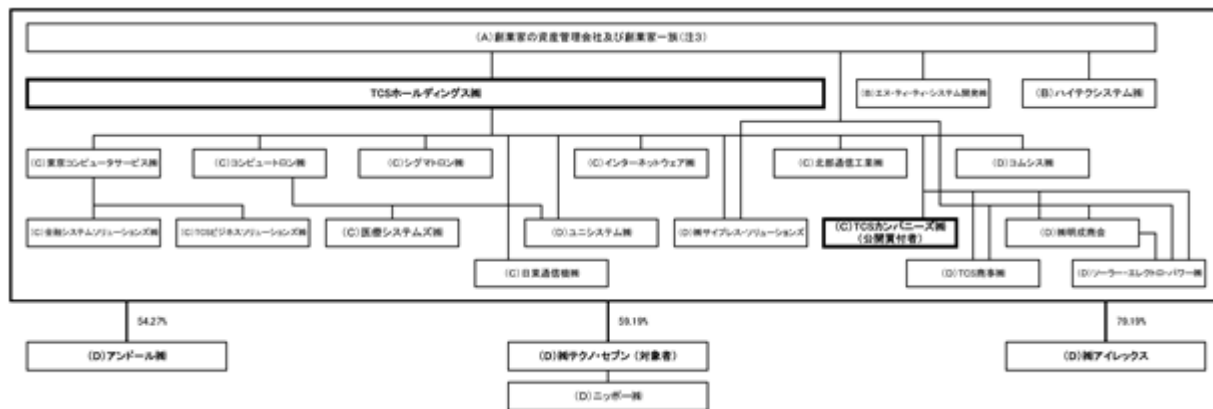 (A)創業家の資産管理会社及び創業家一族(注3)
TCSホールディングス㈱
(B)エヌ・ティ・ティ・システム開発㈱
(B)ハイテクシステム㈱
(C)東京コンピュータサービス㈱
(C)コンピュートロン㈱
(C)シグマトロン㈱
(C)インターネットウェア㈱
(C)北部通信工業㈱
(D)コムシス㈱
(C)金融システムソリューションズ㈱
(C)TCSビジネスソリューションズ㈱
(C)医療システムズ㈱
(D)ユニシステム㈱
(D)㈱サイプレス・ソリューションズ
(C)TCSカンパニーズ㈱
(公開買付者)
(D)㈱明成商会
(C)日東通信機㈱
(D)TCS商事㈱
(D)ソーラー・エレクトロ・パワー㈱
54.27%
59.19%
79.19%
(D)アンドール㈱
(D)㈱テクノ・セブン(対象者)
(D)㈱アイレックス
(D)ニッポー㈱